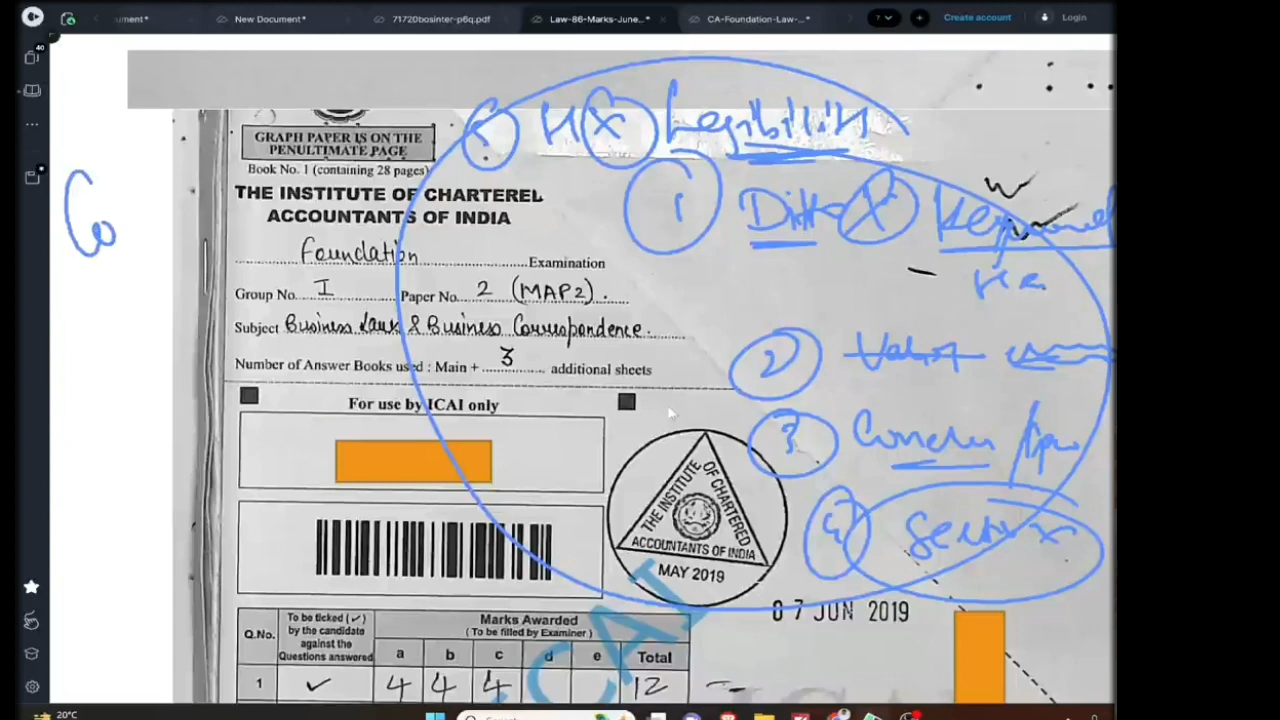 ument*
New Document*
71720bosinter-p6q.pdf
Law-86-Marks-June...*
CA-Foundation-Law-...*
7
Create account
Login
40
GRAPH PAPER IS ON THE
PENULTIMATE PAGE
Book No. 1 (containing 28 pages)
THE INSTITUTE OF CHARTEREL
ACCOUNTANTS OF INDIA
Foundation Examination
Group No. I Paper No. 2 (MAP2).
Subject Business Laws & Business Correspondence.
Number of Answer Books used : Main + 3 additional sheets
For use by ICAI only
Legibility
1
2
3
4
THE INSTITUTE OF CHARTERED
ACCOUNTANTS OF INDIA
MAY 2019
07 JUN 2019
ICAI
Q.No.
To be ticked (✓)
by the candidate
against the
Questions answered
Marks Awarded
(To be filled by Examiner)
a b c d e Total
1 ✓ 4 4 4 12
20°C